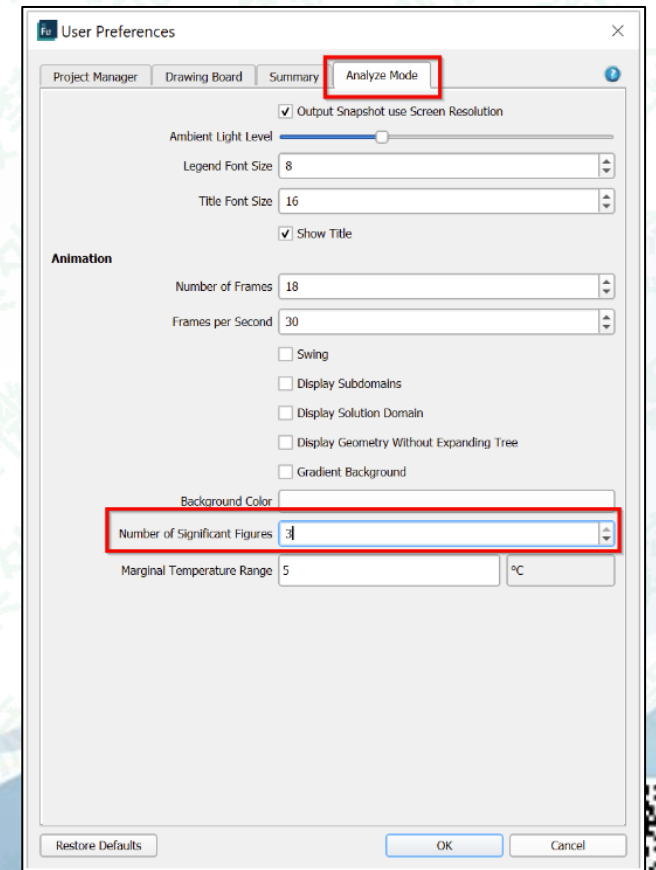 Fu User Preferences
Project Manager Drawing Board Summary Analyze Mode ?
Output Snapshot use Screen Resolution
Ambient Light Level
Legend Font Size 8
Title Font Size 16
Show Title
Animation
Number of Frames 18
Frames per Second 30
Swing
Display Subdomains
Display Solution Domain
Display Geometry Without Expanding Tree
Gradient Background
Background Color
Number of Significant Figures 3
Marginal Temperature Range 5 °C
Restore Defaults OK Cancel